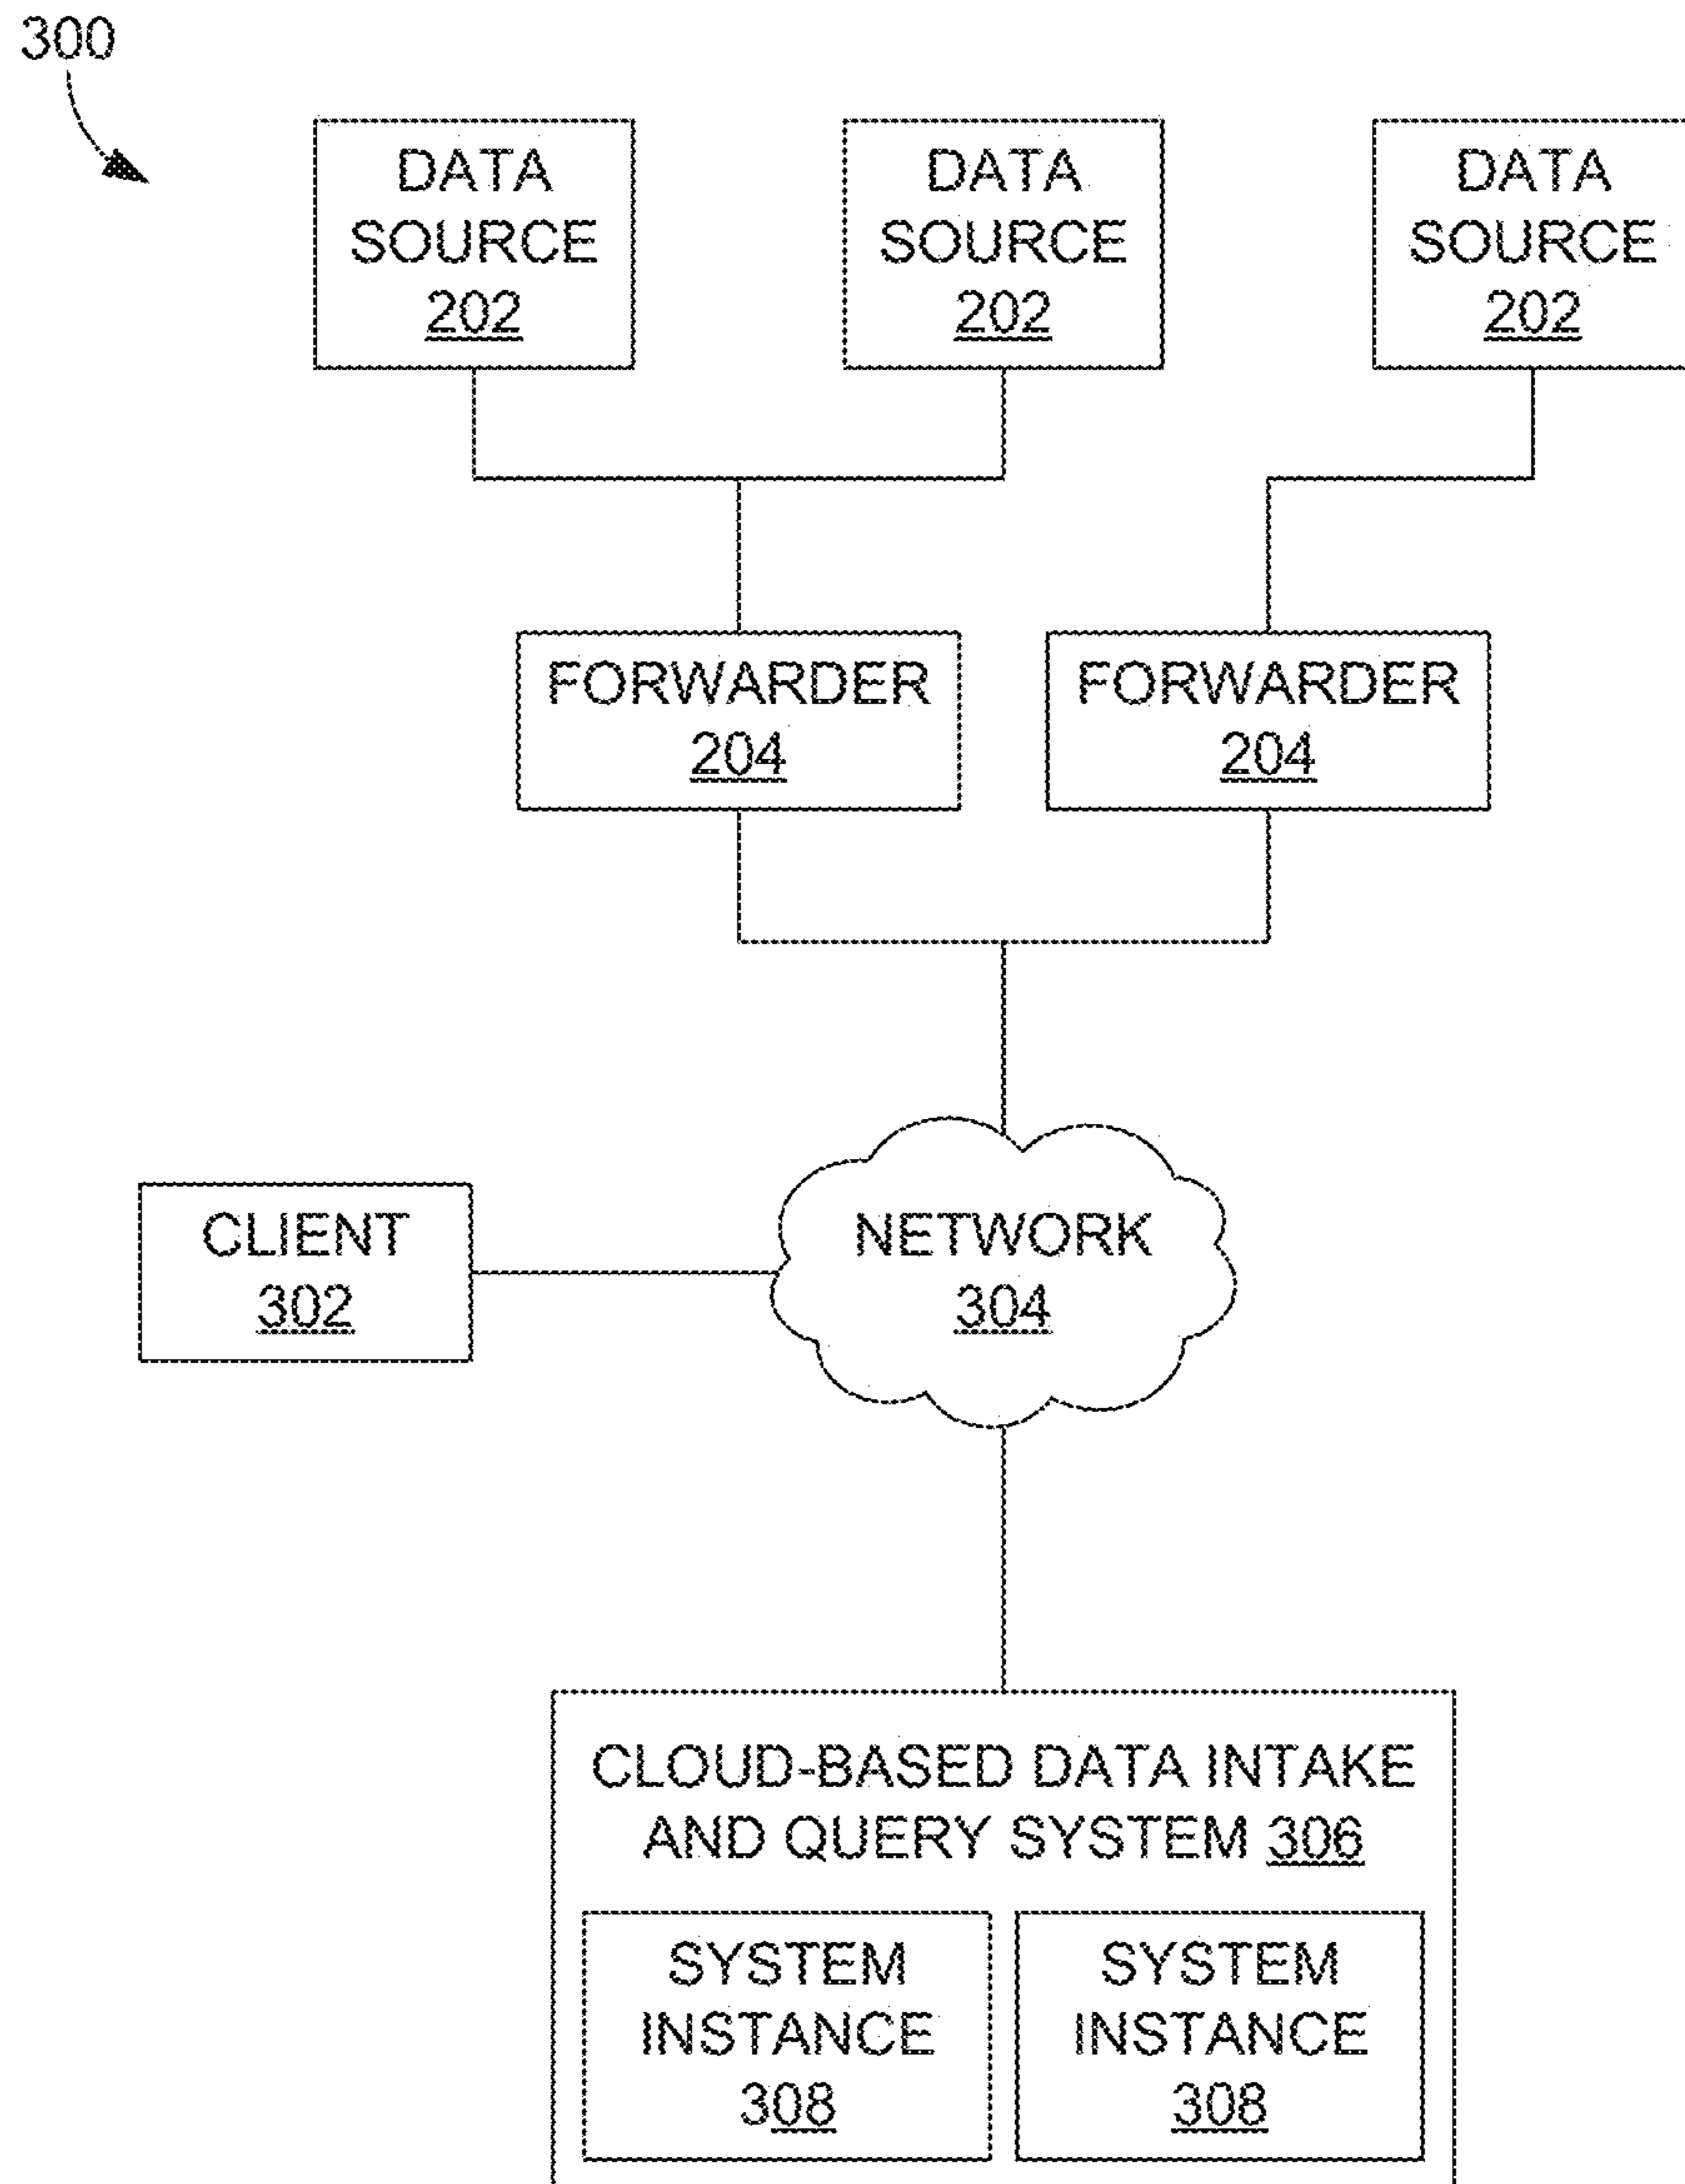 300
DATA
SOURCE
202
DATA
SOURCE
202
DATA
SOURCE
202
FORWARDER
204
FORWARDER
204
CLIENT
302
NETWORK
304
CLOUD-BASED DATA INTAKE
AND QUERY SYSTEM 306
SYSTEM
INSTANCE
308
SYSTEM
INSTANCE
308